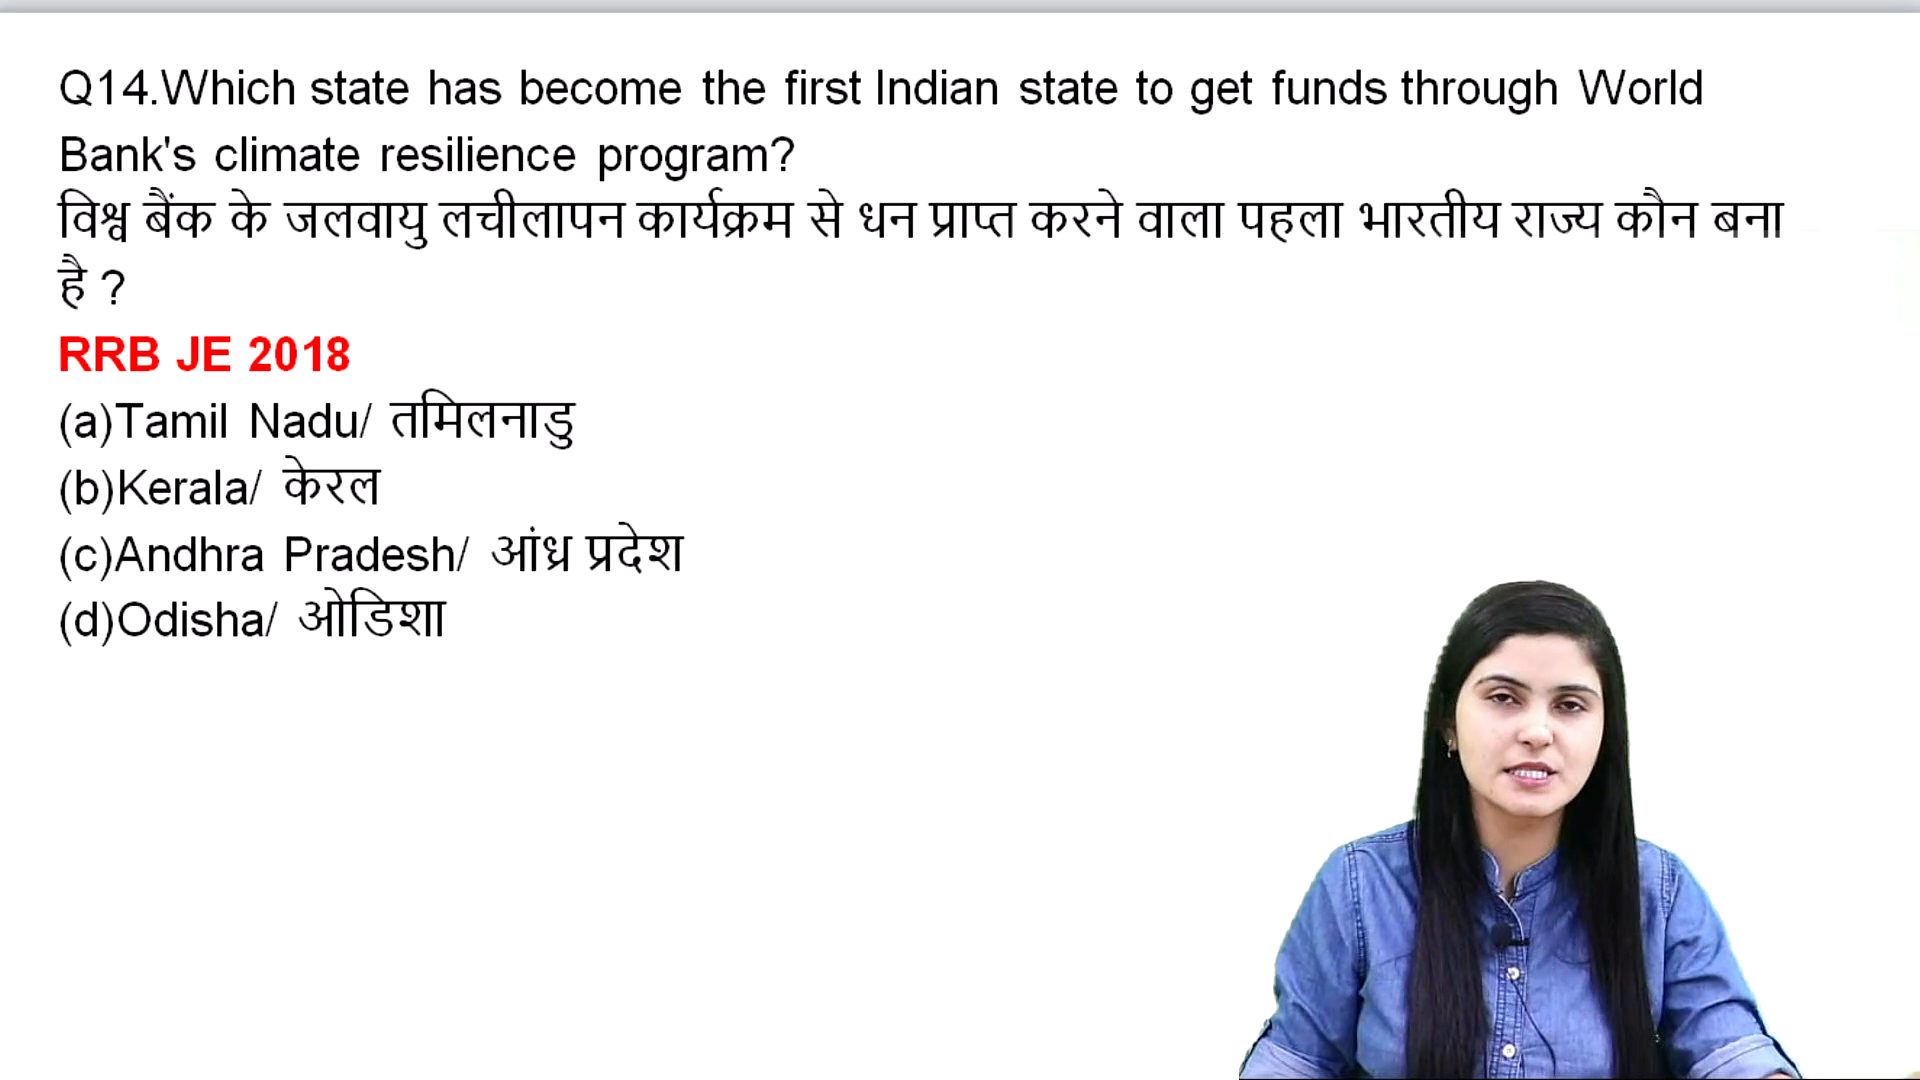 Q14.Which state has become the first Indian state to get funds through World
Bank's climate resilience program?
विश्व बैंक के जलवायु लचीलापन कार्यक्रम से धन प्राप्त करने वाला पहला भारतीय राज्य कौन बना
है ?
RRB JE 2018
(a)Tamil Nadu/ तमिलनाडु
(b)Kerala/ केरल
(c)Andhra Pradesh/ आंध्र प्रदेश
(d)Odisha/ ओडिशा